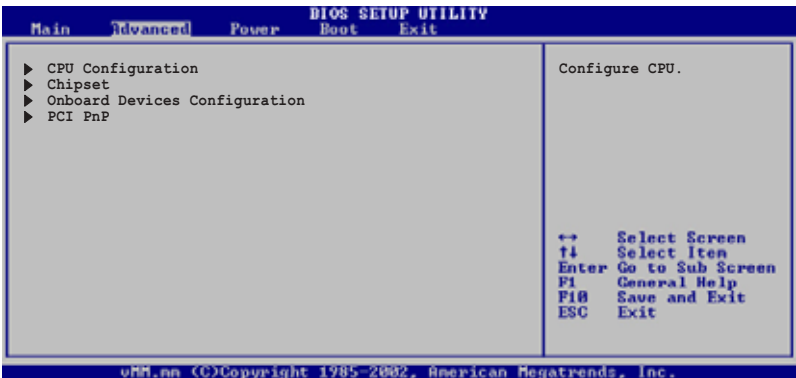 BIOS SETUP UTILITY
Main Advanced Power Boot Exit
CPU Configuration
Chipset
Onboard Devices Configuration
PCI PnP
Configure CPU.
↔ Select Screen
↑↓ Select Item
Enter Go to Sub Screen
F1 General Help
F10 Save and Exit
ESC Exit
vMM.mm (C)Copyright 1985-2002, American Megatrends, Inc.